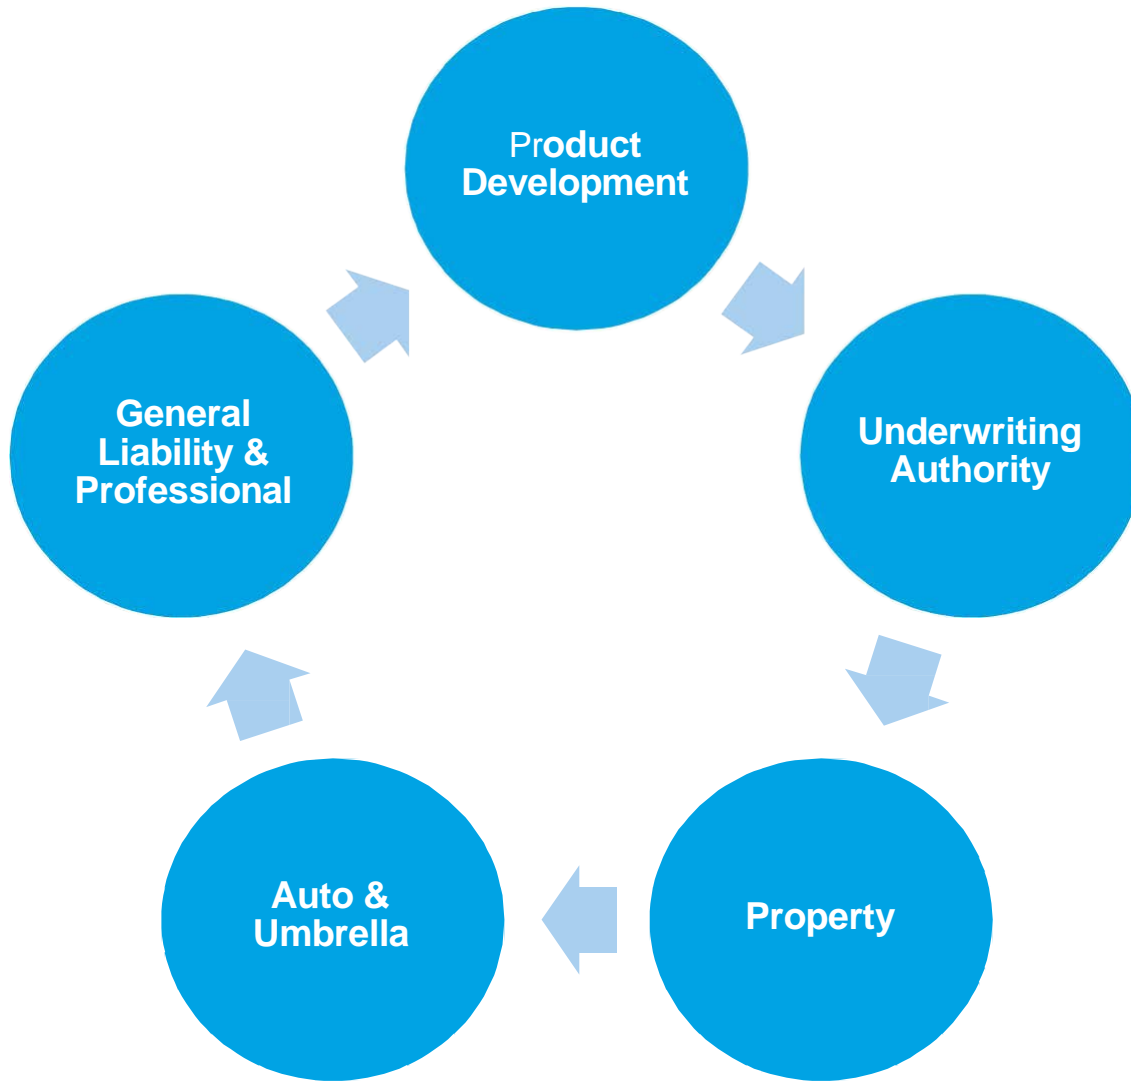 Product
Development
Underwriting
Authority
Property
Auto &
Umbrella
General
Liability &
Professional